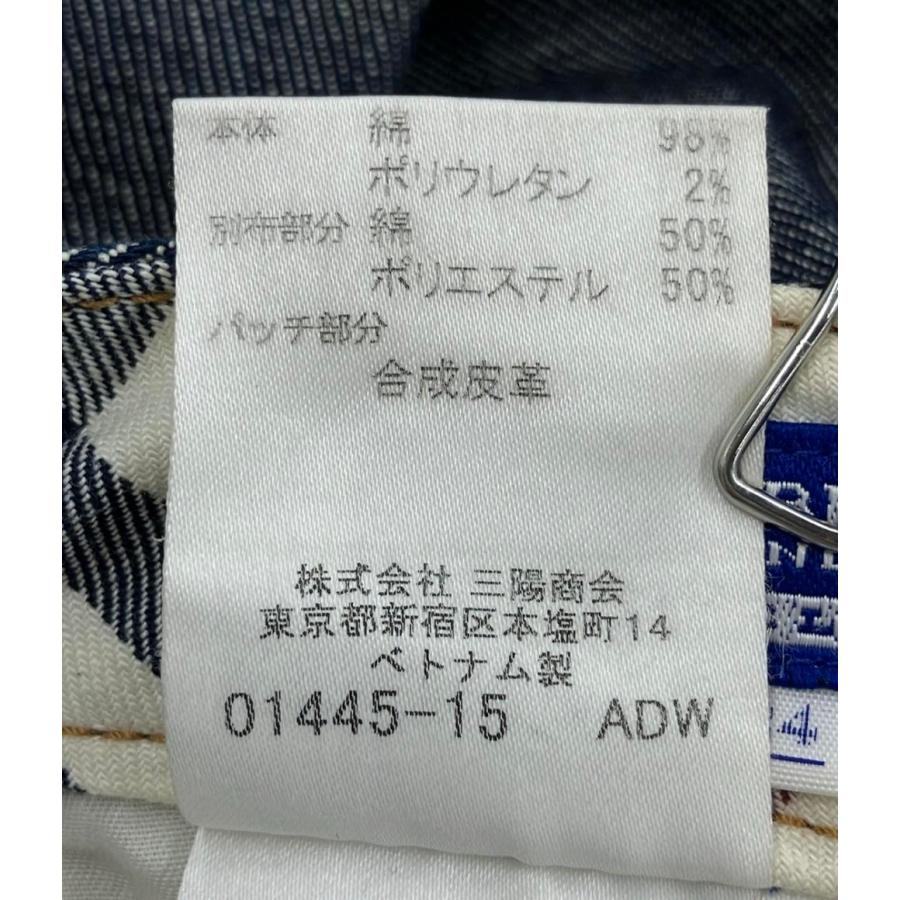 本体 綿 98%
ポリウレタン 2%
別布部分 綿 50%
ポリエステル 50%
パッチ部分
合成皮革
株式会社 三陽商会
東京都新宿区本塩町14
ベトナム製
01445-15 ADW